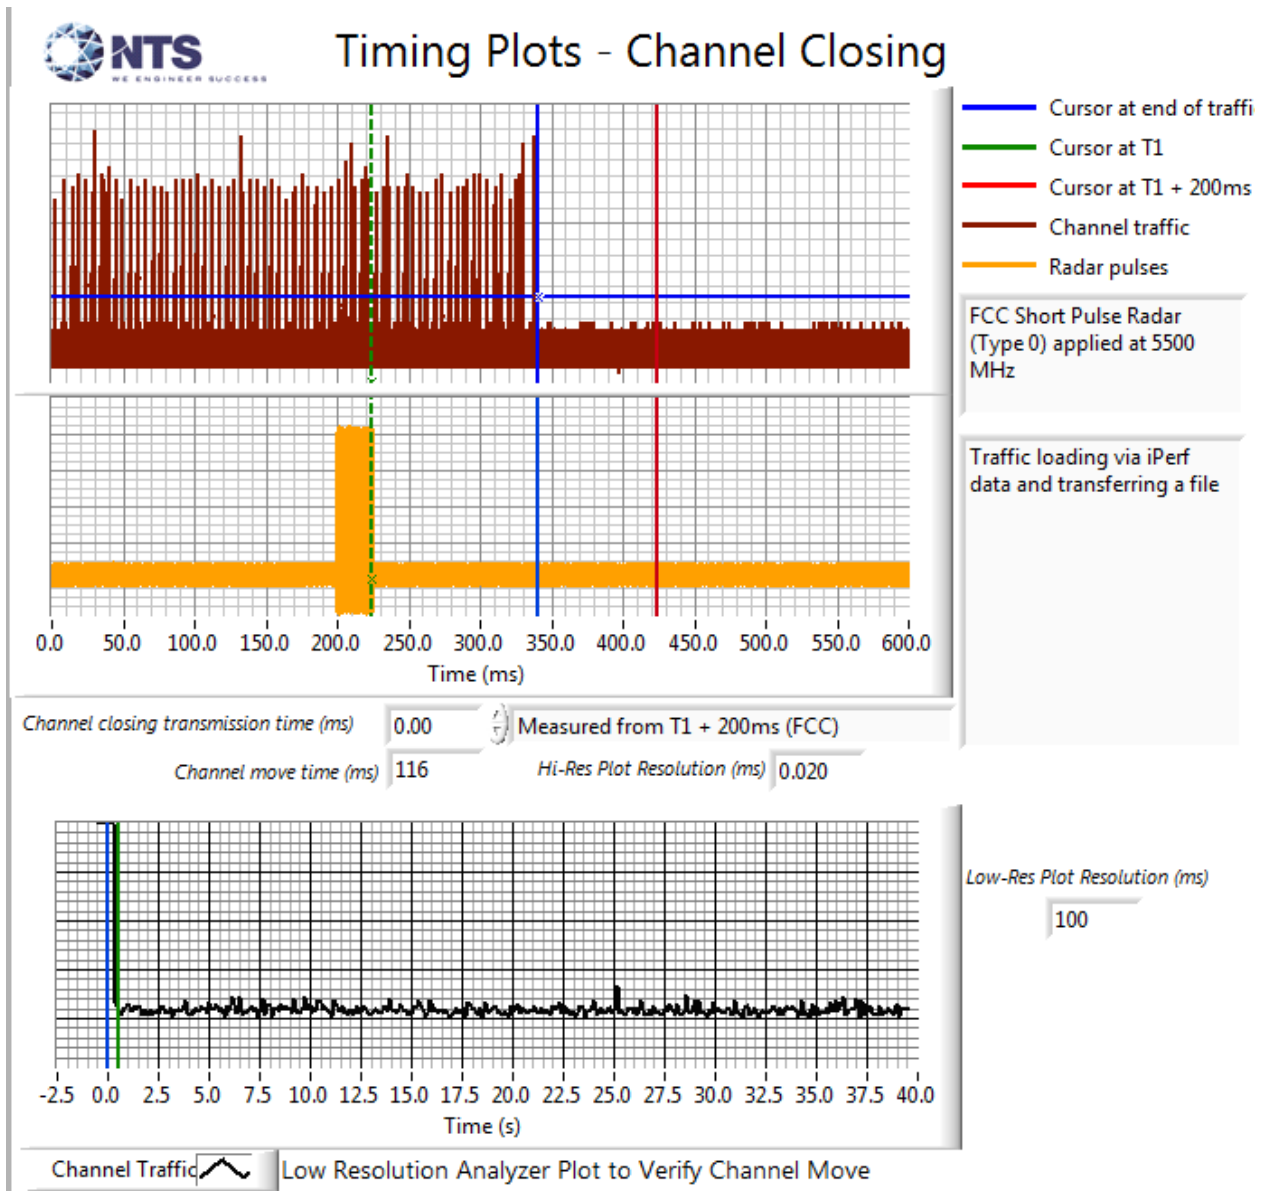 NTS
WE ENGINEER SUCCESS
Timing Plots - Channel Closing
Cursor at end of traffi
Cursor at T1
Cursor at T1 + 200ms
Channel traffic
Radar pulses
FCC Short Pulse Radar
(Type 0) applied at 5500
MHz
Traffic loading via iPerf
data and transferring a file
0.0 50.0 100.0 150.0 200.0 250.0 300.0 350.0 400.0 450.0 500.0 550.0 600.0
Time (ms)
Channel closing transmission time (ms) 0.00 Measured from T1 + 200ms (FCC)
Channel move time (ms) 116 Hi-Res Plot Resolution (ms) 0.020
Low-Res Plot Resolution (ms)
100
-2.5 0.0 2.5 5.0 7.5 10.0 12.5 15.0 17.5 20.0 22.5 25.0 27.5 30.0 32.5 35.0 37.5 40.0
Time (s)
Channel Traffic Low Resolution Analyzer Plot to Verify Channel Move